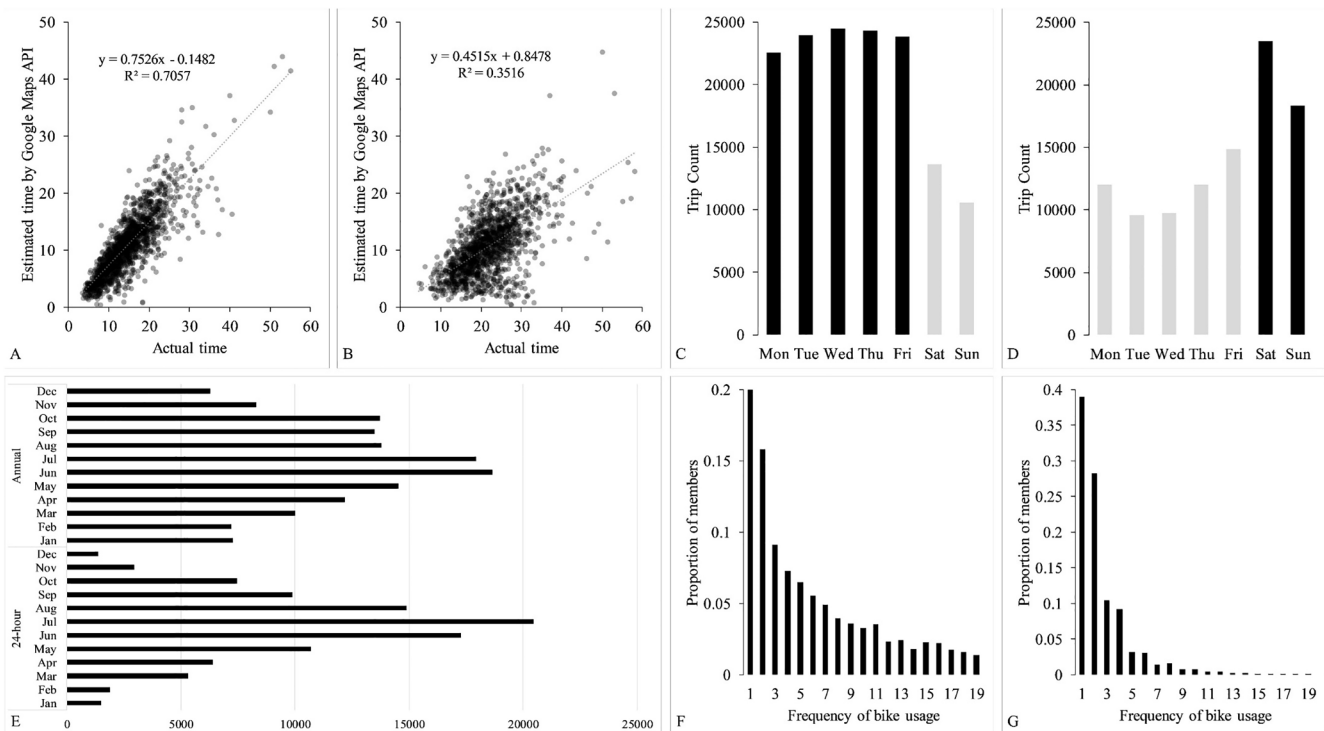 50
40
30
20
10
0
Estimated time by Google Maps API
y = 0.7526x - 0.1482
R² = 0.7057
0 10 20 30 40 50 60
Actual time
A
50
40
30
20
10
0
Estimated time by Google Maps API
y = 0.4515x + 0.8478
R² = 0.3516
0 10 20 30 40 50 60
Actual time
B
25000
20000
15000
10000
5000
0
Trip Count
Mon Tue Wed Thu Fri Sat Sun
C
25000
20000
15000
10000
5000
0
Trip Count
Mon Tue Wed Thu Fri Sat Sun
D
Annual
Dec
Nov
Oct
Sep
Aug
Jul
Jun
May
Apr
Mar
Feb
Jan
24-hour
Dec
Nov
Oct
Sep
Aug
Jul
Jun
May
Apr
Mar
Feb
Jan
0 5000 10000 15000 20000 25000
E
0.2
0.15
0.1
0.05
0
Proportion of members
1 3 5 7 9 11 13 15 17 19
Frequency of bike usage
F
0.4
0.35
0.3
0.25
0.2
0.15
0.1
0.05
0
Proportion of members
1 3 5 7 9 11 13 15 17 19
Frequency of bike usage
G